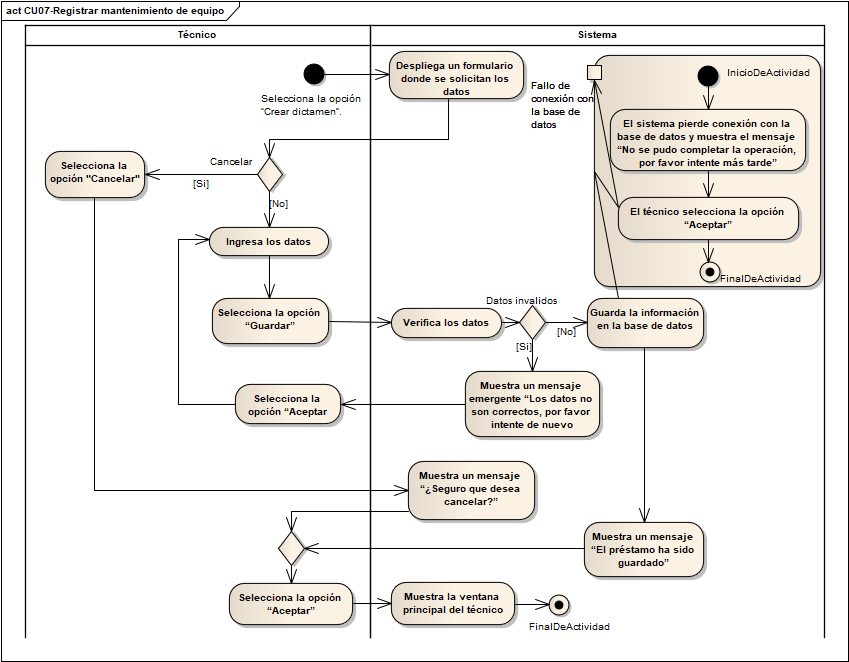 act CU07-Registrar mantenimiento de equipo
Técnico
Sistema
Selecciona la opción
"Crear dictamen".
Despliega un formulario
donde se solicitan los
datos
Fallo de
conexión con
la base de
datos
InicioDeActividad
El sistema pierde conexión con la
base de datos y muestra el mensaje
“No se pudo completar la operación,
por favor intente más tarde”
El técnico selecciona la opción
“Aceptar”
FinalDeActividad
Cancelar
[Si]
[No]
Selecciona la
opción "Cancelar"
Ingresa los datos
Selecciona la opción
“Guardar”
Verifica los datos
Datos invalidos
[Si]
[No]
Guarda la información
en la base de datos
Muestra un mensaje
emergente “Los datos no
son correctos, por favor
intente de nuevo
Selecciona la
opción “Aceptar
Muestra un mensaje
“¿Seguro que desea
cancelar?”
Muestra un mensaje
“El préstamo ha sido
guardado”
Selecciona la opción
“Aceptar”
Muestra la ventana
principal del técnico
FinalDeActividad